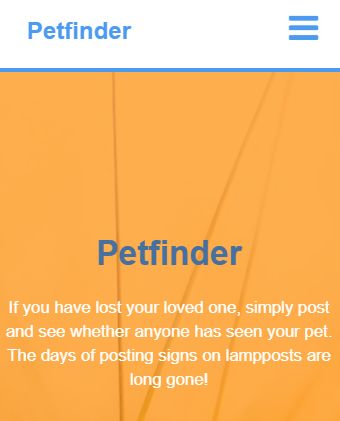 Petfinder
Petfinder
If you have lost your loved one, simply post
and see whether anyone has seen your pet.
The days of posting signs on lampposts are
long gone!